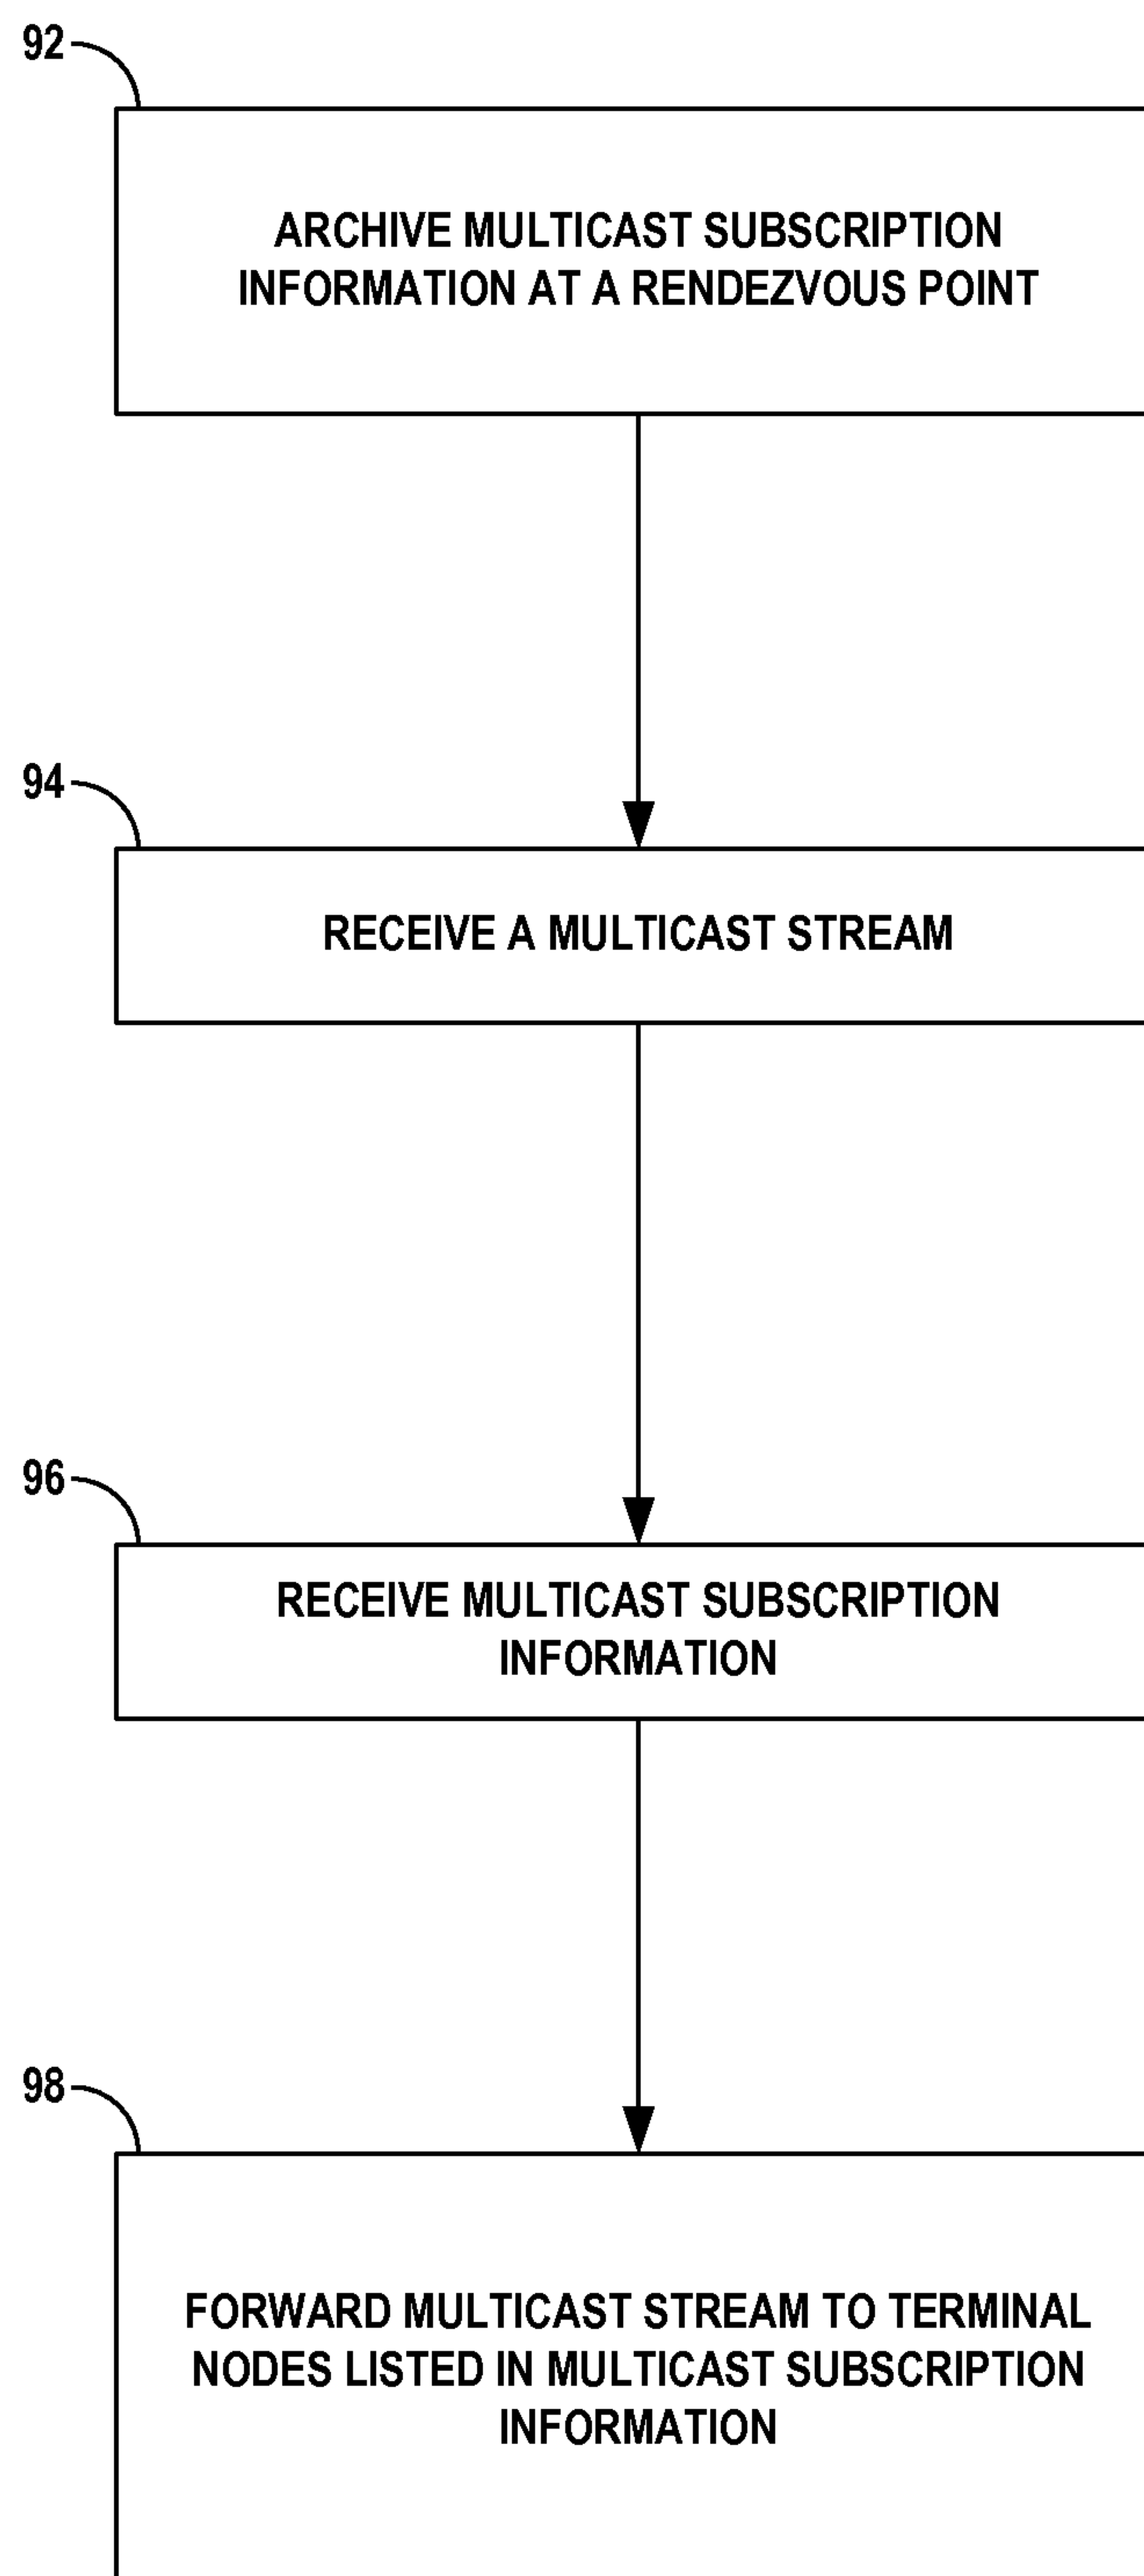 92
ARCHIVE MULTICAST SUBSCRIPTION
INFORMATION AT A RENDEZVOUS POINT
94
RECEIVE A MULTICAST STREAM
96
RECEIVE MULTICAST SUBSCRIPTION
INFORMATION
98
FORWARD MULTICAST STREAM TO TERMINAL
NODES LISTED IN MULTICAST SUBSCRIPTION
INFORMATION